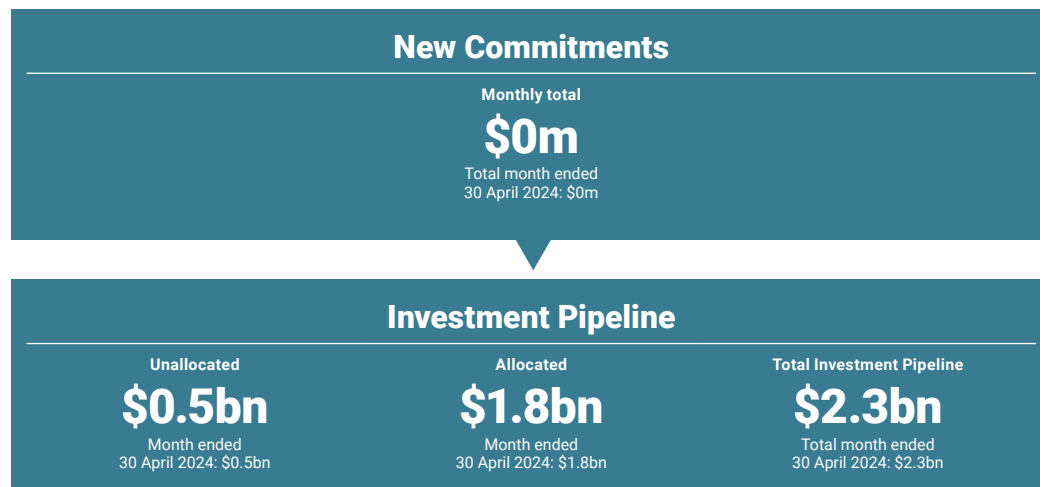 New Commitments
Monthly total
$0m
Total month ended
30 April 2024: $0m
Investment Pipeline
Unallocated
$0.5bn
Month ended
30 April 2024: $0.5bn
Allocated
$1.8bn
Month ended
30 April 2024: $1.8bn
Total Investment Pipeline
$2.3bn
Total month ended
30 April 2024: $2.3bn